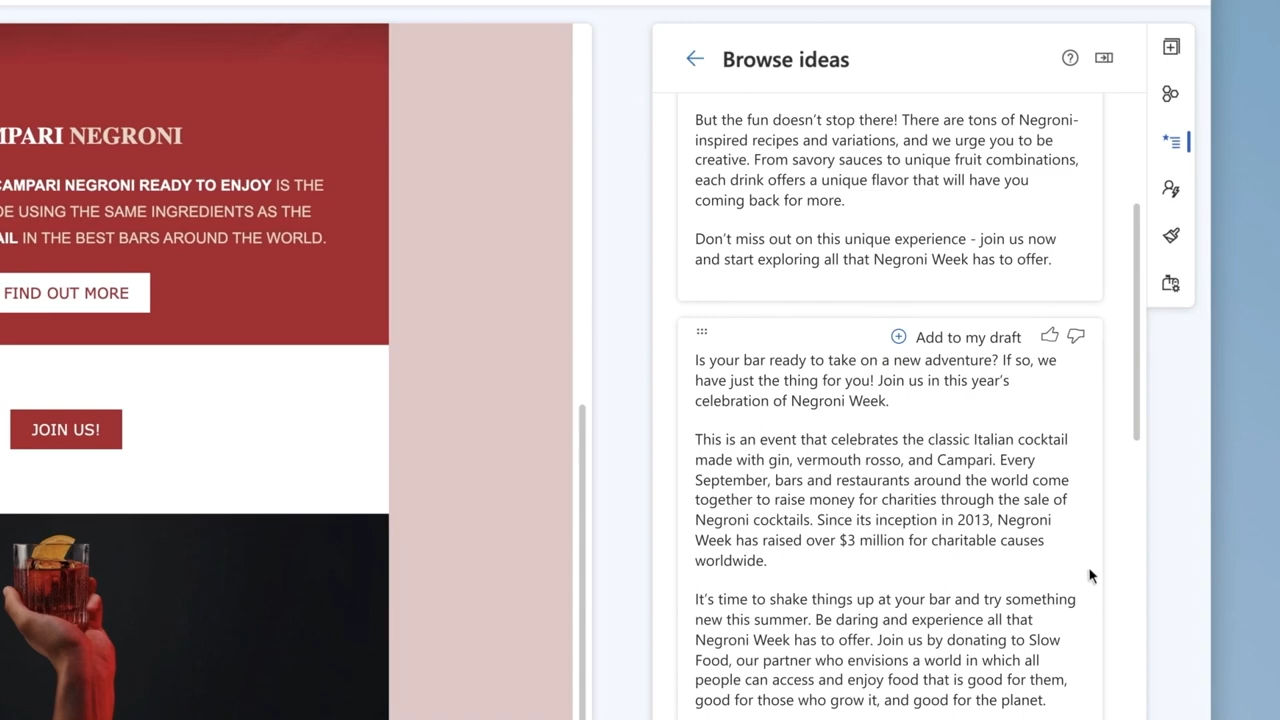 MPARI NEGRONI
CAMPARI NEGRONI READY TO ENJOY IS THE
DE USING THE SAME INGREDIENTS AS THE
AIL IN THE BEST BARS AROUND THE WORLD.
FIND OUT MORE
JOIN US!
Browse ideas
But the fun doesn't stop there! There are tons of Negroni-
inspired recipes and variations, and we urge you to be
creative. From savory sauces to unique fruit combinations,
each drink offers a unique flavor that will have you
coming back for more.
Don't miss out on this unique experience - join us now
and start exploring all that Negroni Week has to offer.
Add to my draft
Is your bar ready to take on a new adventure? If so, we
have just the thing for you! Join us in this year's
celebration of Negroni Week.
This is an event that celebrates the classic Italian cocktail
made with gin, vermouth rosso, and Campari. Every
September, bars and restaurants around the world come
together to raise money for charities through the sale of
Negroni cocktails. Since its inception in 2013, Negroni
Week has raised over $3 million for charitable causes
worldwide.
It's time to shake things up at your bar and try something
new this summer. Be daring and experience all that
Negroni Week has to offer. Join us by donating to Slow
Food, our partner who envisions a world in which all
people can access and enjoy food that is good for them,
good for those who grow it, and good for the planet.